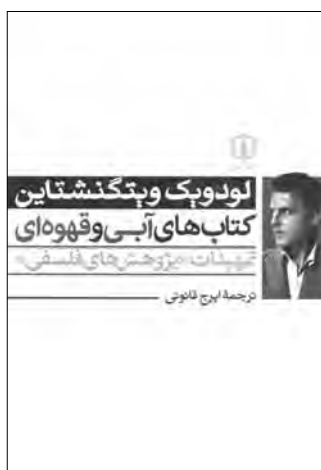 لودویک ویتگنشتاین
کتاب‌های آبی و قهوه‌ای
تمهیدات «پژوهش‌های فلسفی»
ترجمهٔ ایرج قانونی